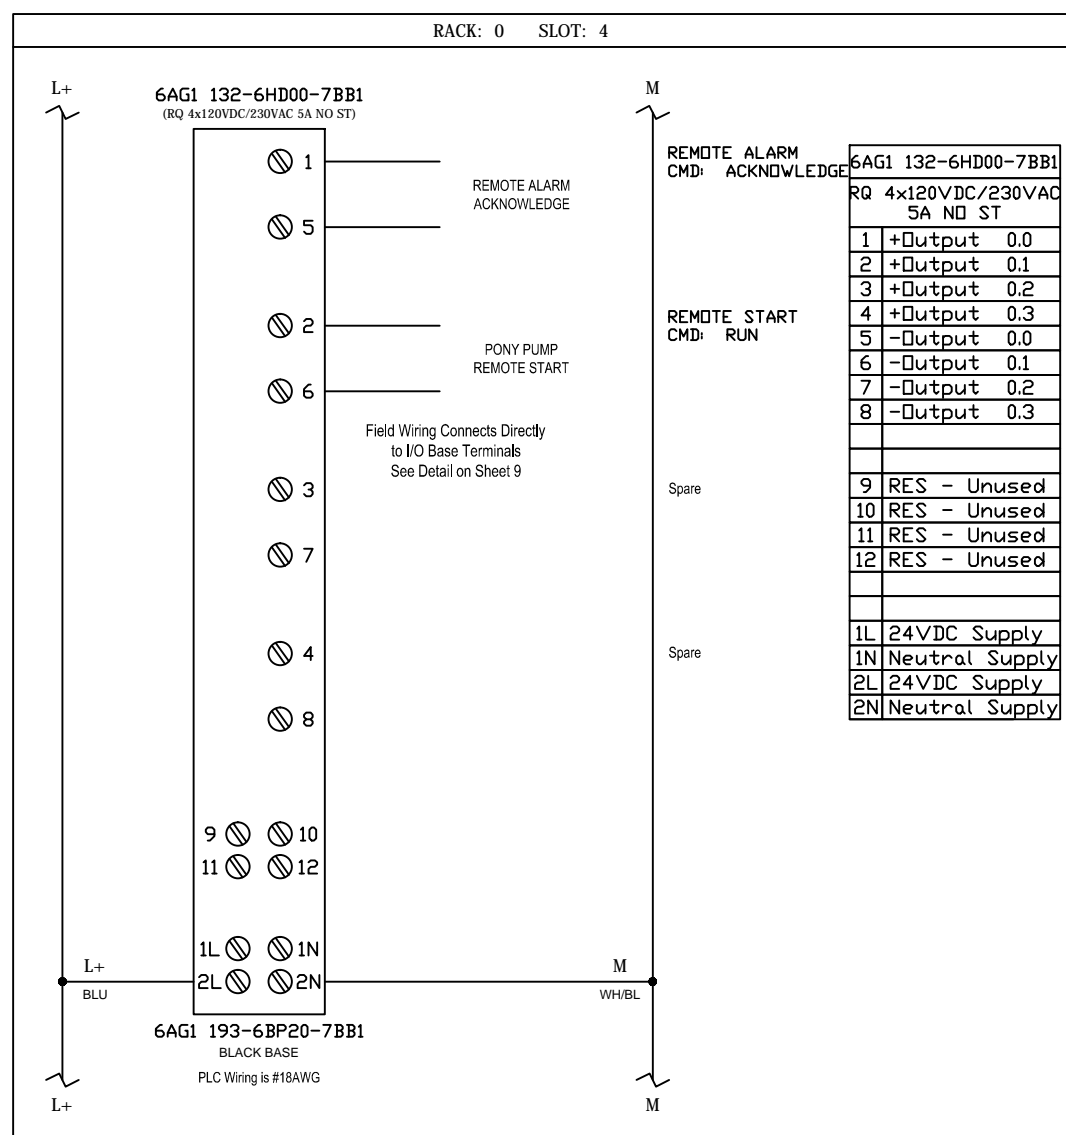 RACK: 0 SLOT: 4
L+
6AG1 132-6HD00-7BB1
(RQ 4x120VDC/230VAC 5A NO ST)
M
1
REMOTE ALARM
ACKNOWLEDGE
5
REMOTE ALARM
CMD: ACKNOWLEDGE
2
PONY PUMP
REMOTE START
6
REMOTE START
CMD: RUN
Field Wiring Connects Directly
to I/O Base Terminals
See Detail on Sheet 9
3
Spare
7
4
Spare
8
9 10
11 12
1L 1N
2L 2N
L+
BLU
M
WH/BL
6AG1 193-6BP20-7BB1
BLACK BASE
PLC Wiring is #18AWG
L+
M
6AG1 132-6HD00-7BB1
RQ 4x120VDC/230VAC
5A NO ST
1 +Output 0.0
2 +Output 0.1
3 +Output 0.2
4 +Output 0.3
5 -Output 0.0
6 -Output 0.1
7 -Output 0.2
8 -Output 0.3
9 RES - Unused
10 RES - Unused
11 RES - Unused
12 RES - Unused
1L 24VDC Supply
1N Neutral Supply
2L 24VDC Supply
2N Neutral Supply